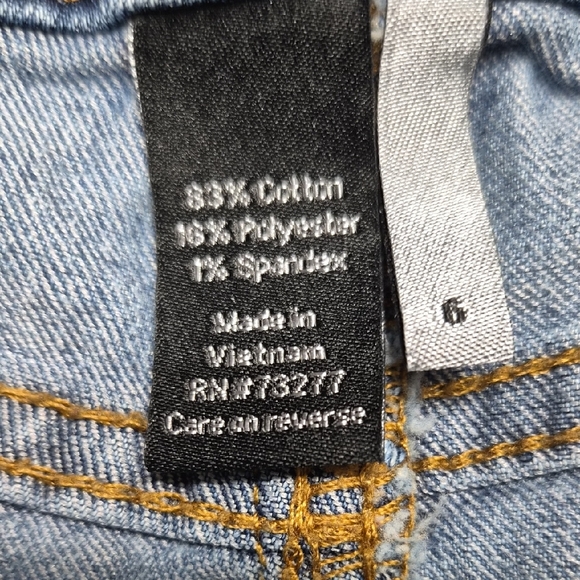 83% Cotton
16% Polyester
1% Spandex
Made in
Vietnam
RN#73277
Care on reverse
6